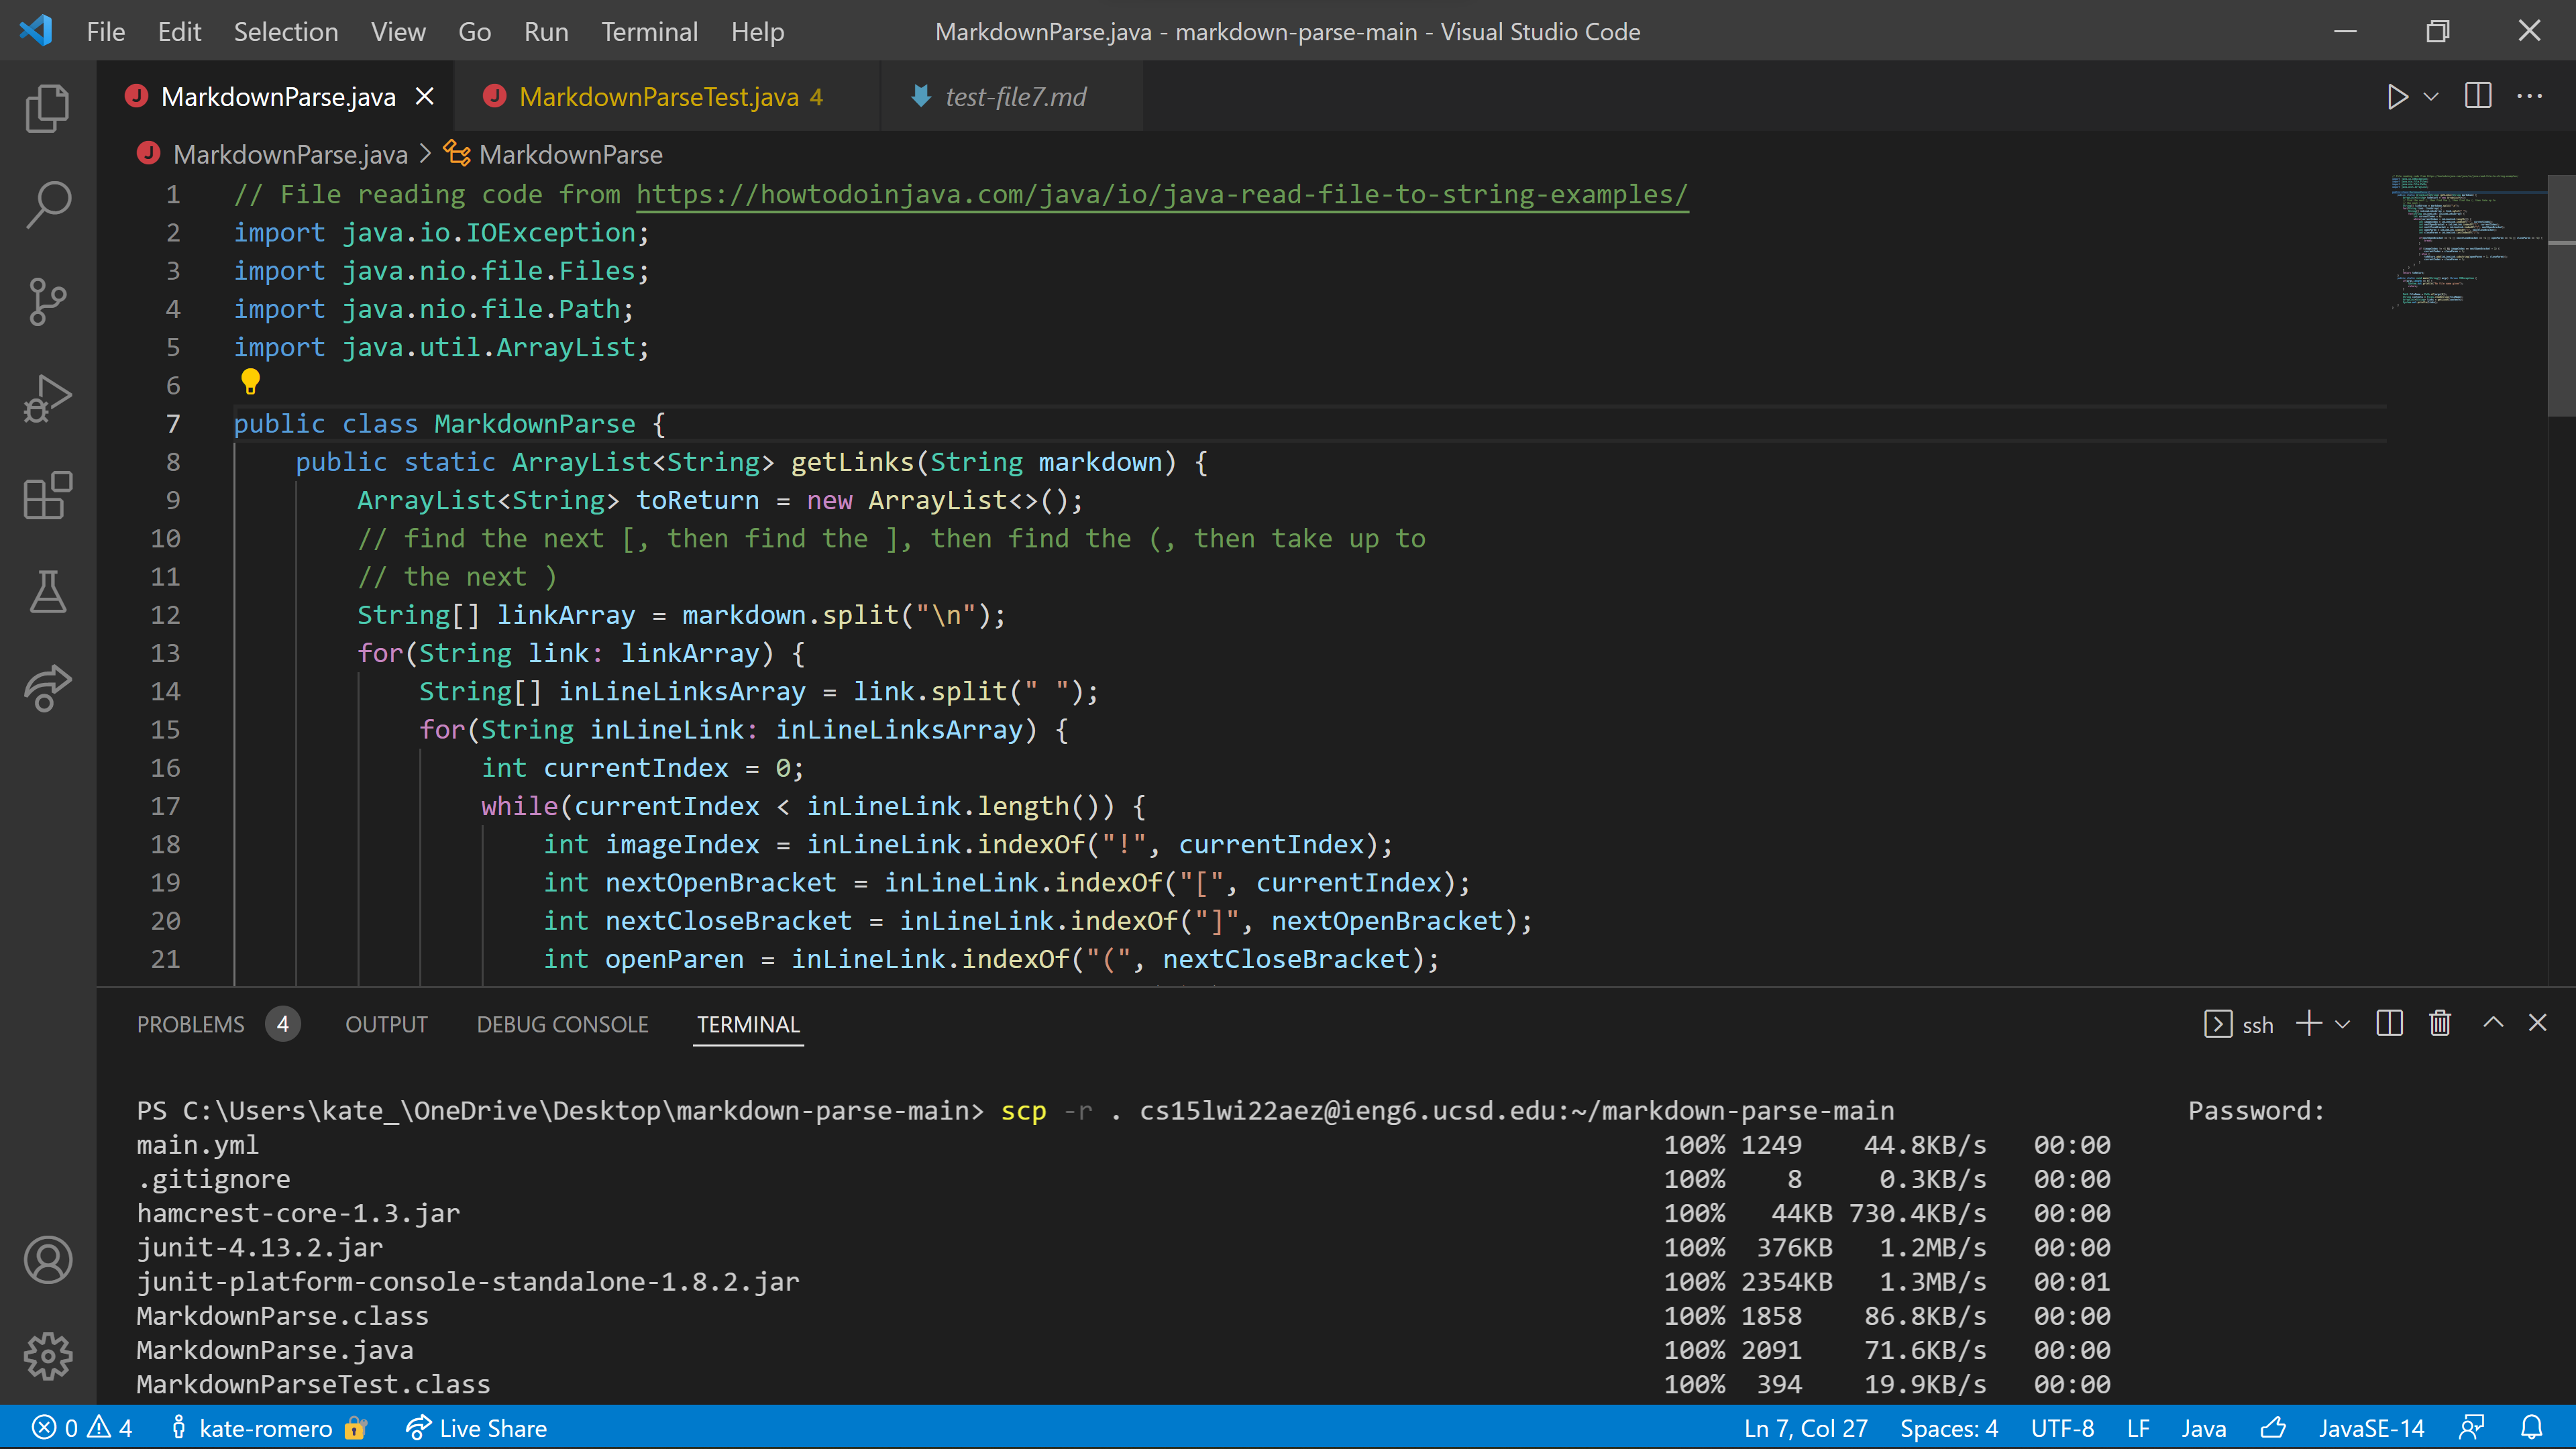 File Edit Selection View Go Run Terminal Help MarkdownParse.java - markdown-parse-main - Visual Studio Code
MarkdownParse.java MarkdownParseTest.java 4 test-file7.md
MarkdownParse.java > MarkdownParse
1 // File reading code from https://howtodoinjava.com/java/io/java-read-file-to-string-examples/
2 import java.io.IOException;
3 import java.nio.file.Files;
4 import java.nio.file.Path;
5 import java.util.ArrayList;
6
7 public class MarkdownParse {
8 public static ArrayList<String> getLinks(String markdown) {
9 ArrayList<String> toReturn = new ArrayList<>();
10 // find the next [, then find the ], then find the (, then take up to
11 // the next )
12 String[] linkArray = markdown.split("\n");
13 for(String link: linkArray) {
14 String[] inLineLinksArray = link.split(" ");
15 for(String inLineLink: inLineLinksArray) {
16 int currentIndex = 0;
17 while(currentIndex < inLineLink.length()) {
18 int imageIndex = inLineLink.indexOf("!", currentIndex);
19 int nextOpenBracket = inLineLink.indexOf("[", currentIndex);
20 int nextCloseBracket = inLineLink.indexOf("]", nextOpenBracket);
21 int openParen = inLineLink.indexOf("(", nextCloseBracket);
PROBLEMS 4 OUTPUT DEBUG CONSOLE TERMINAL ssh
PS C:\Users\kate_\OneDrive\Desktop\markdown-parse-main> scp -r . cs15lwi22aez@ieng6.ucsd.edu:~/markdown-parse-main Password:
main.yml 100% 1249 44.8KB/s 00:00
.gitignore 100% 8 0.3KB/s 00:00
hamcrest-core-1.3.jar 100% 44KB 730.4KB/s 00:00
junit-4.13.2.jar 100% 376KB 1.2MB/s 00:00
junit-platform-console-standalone-1.8.2.jar 100% 2354KB 1.3MB/s 00:01
MarkdownParse.class 100% 1858 86.8KB/s 00:00
MarkdownParse.java 100% 2091 71.6KB/s 00:00
MarkdownParseTest.class 100% 394 19.9KB/s 00:00
0 4 kate-romero Live Share Ln 7, Col 27 Spaces: 4 UTF-8 LF Java JavaSE-14